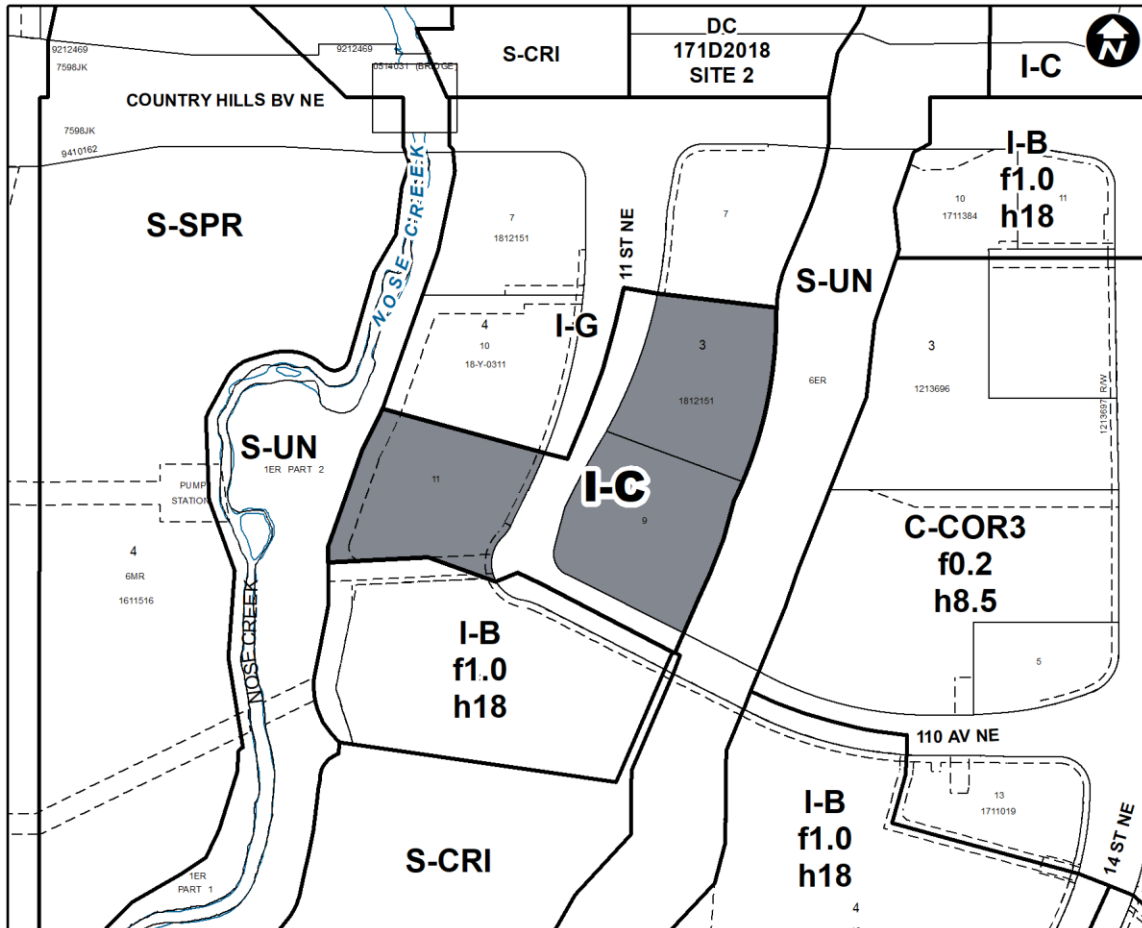 9212469
7598JK
9212469
0514031 (BRIDGE)
S-CRI
DC
171D2018
SITE 2
N
I-C
COUNTRY HILLS BV NE
7598JK
9410162
NOSE CREEK
I-B
f1.0
h18
10
1711384
11
S-SPR
7
1812151
11 ST NE
7
S-UN
4
10
18-Y-0311
I-G
3
1812151
6ER
3
1213696
1213697 R/W
S-UN
1ER PART 2
PUMP
STATION
11
I-C
9
C-COR3
f0.2
h8.5
4
6MR
1611516
NOSE CREEK
I-B
f1.0
h18
5
110 AV NE
13
1711019
I-B
f1.0
h18
14 ST NE
S-CRI
1ER
PART 1
4